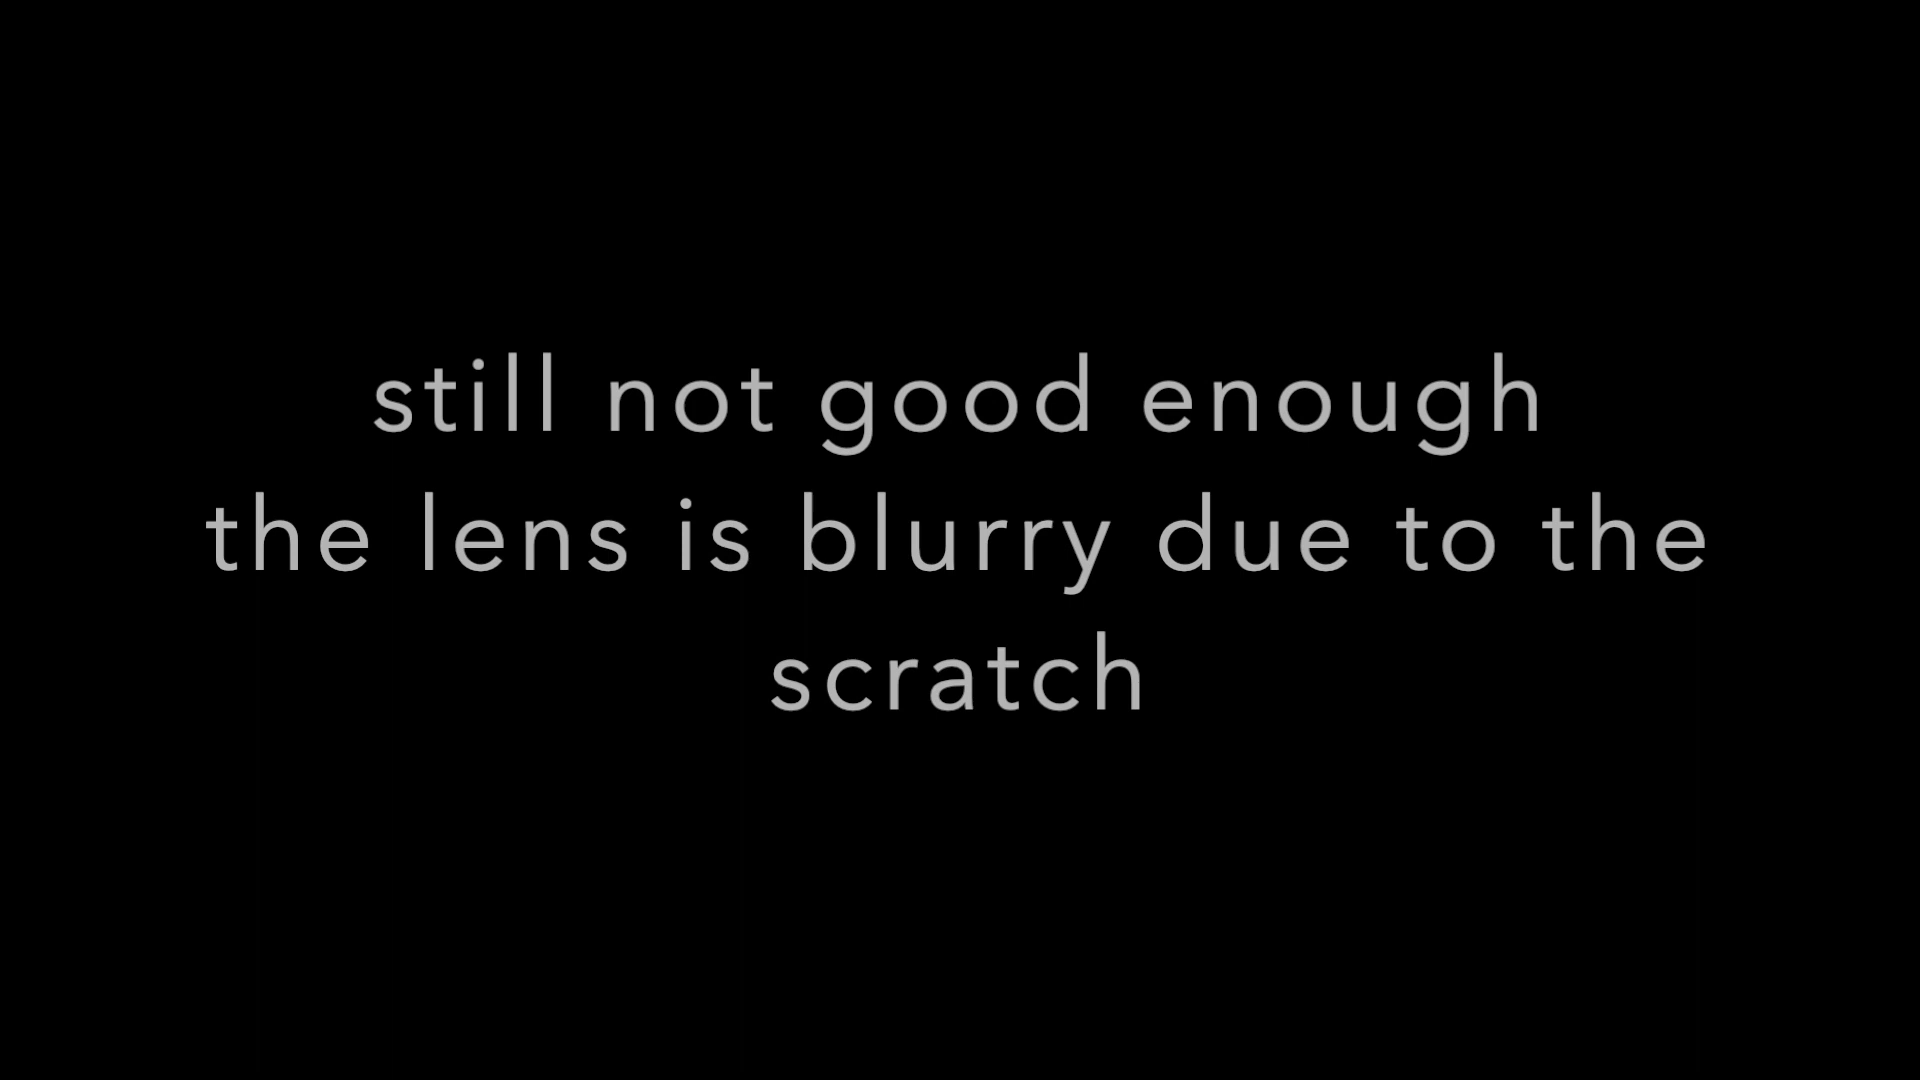 still not good enough
the lens is blurry due to the
scratch